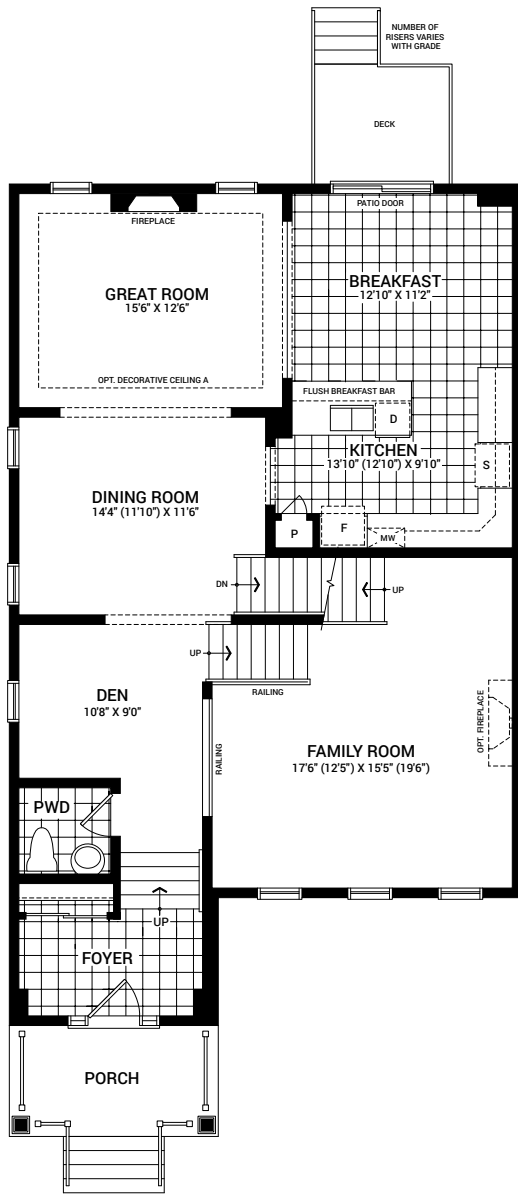 NUMBER OF
RISERS VARIES
WITH GRADE
DECK
PATIO DOOR
FIREPLACE
GREAT ROOM
15'6" X 12'6"
BREAKFAST
12'10" X 11'2"
OPT. DECORATIVE CEILING A
FLUSH BREAKFAST BAR
D
KITCHEN
13'10" (12'10") X 9'10"
S
DINING ROOM
14'4" (11'10") X 11'6"
P
F
MW
DN
UP
UP
RAILING
DEN
10'8" X 9'0"
RAILING
OPT. FIREPLACE
FAMILY ROOM
17'6" (12'5") X 15'5" (19'6")
PWD
UP
FOYER
PORCH